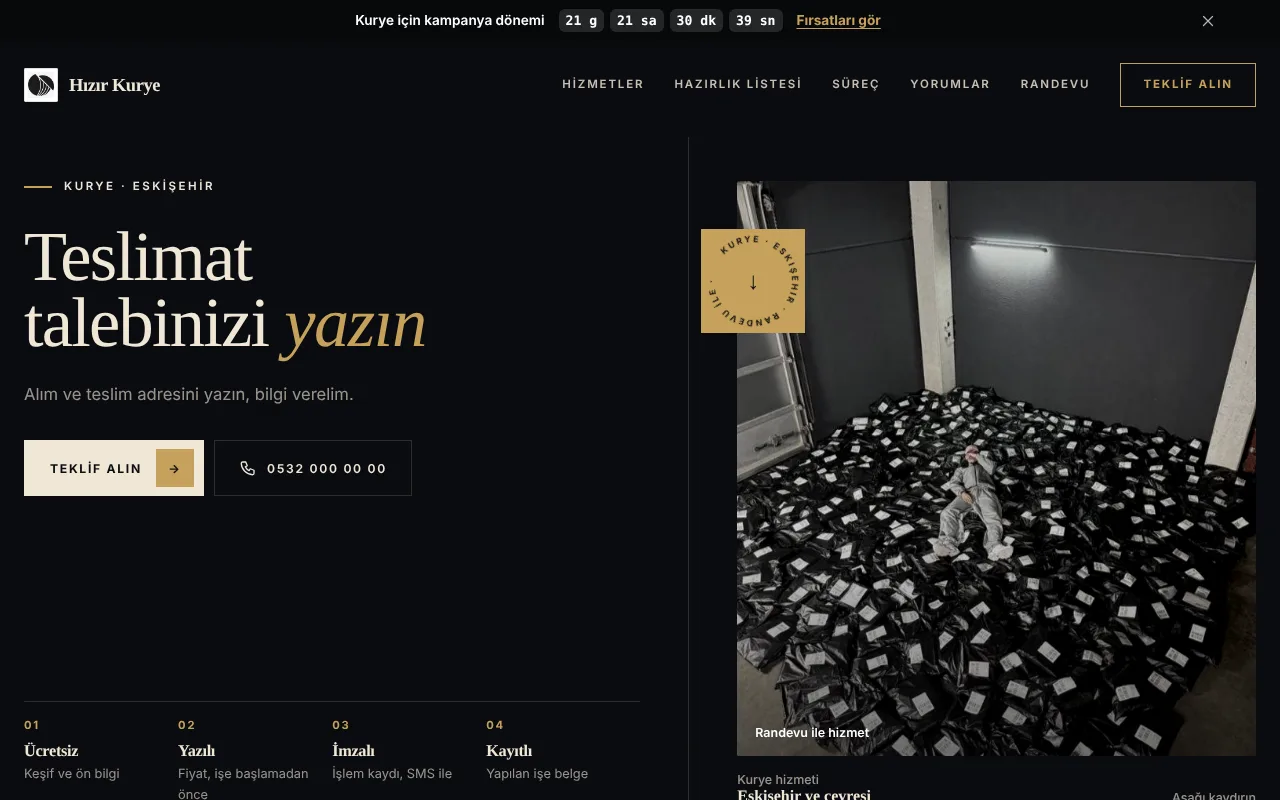 Kurye için kampanya dönemi 21 g 21 sa 30 dk 39 sn Fırsatları gör
Hızır Kurye
HİZMETLER HAZIRLIK LİSTESİ SÜREÇ YORUMLAR RANDEVU TEKLİF ALIN
KURYE · ESKİŞEHİR
Teslimat
talebinizi yazın
Alım ve teslim adresini yazın, bilgi verelim.
TEKLİF ALIN → 0532 000 00 00
KURYE · ESKİŞEHİR · RANDEVU İLE ·
↓
Randevu ile hizmet
01 02 03 04
Ücretsiz Yazılı İmzalı Kayıtlı
Keşif ve ön bilgi Fiyat, işe başlamadan önce İşlem kaydı, SMS ile Yapılan işe belge
Kurye hizmeti
Eskişehir ve çevresi
Aşağı kaydırın